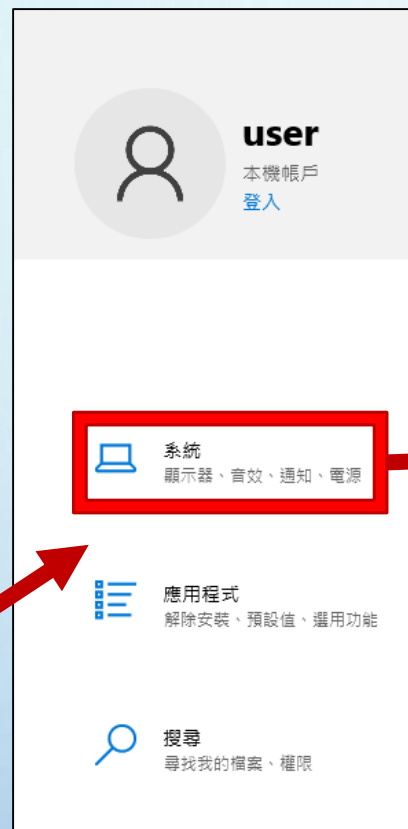 user
本機帳戶
登入
系統
顯示器、音效、通知、電源
應用程式
解除安裝、預設值、選用功能
搜尋
尋找我的檔案、權限